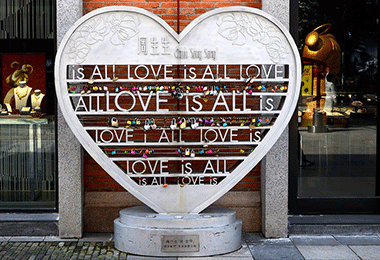 周生生
Chow Sang Sang
is ALL LOVE is ALL LOVE
ALL LOVE is ALL is
LOVE is ALL LOVE
LOVE is ALL
is ALL LOVE is